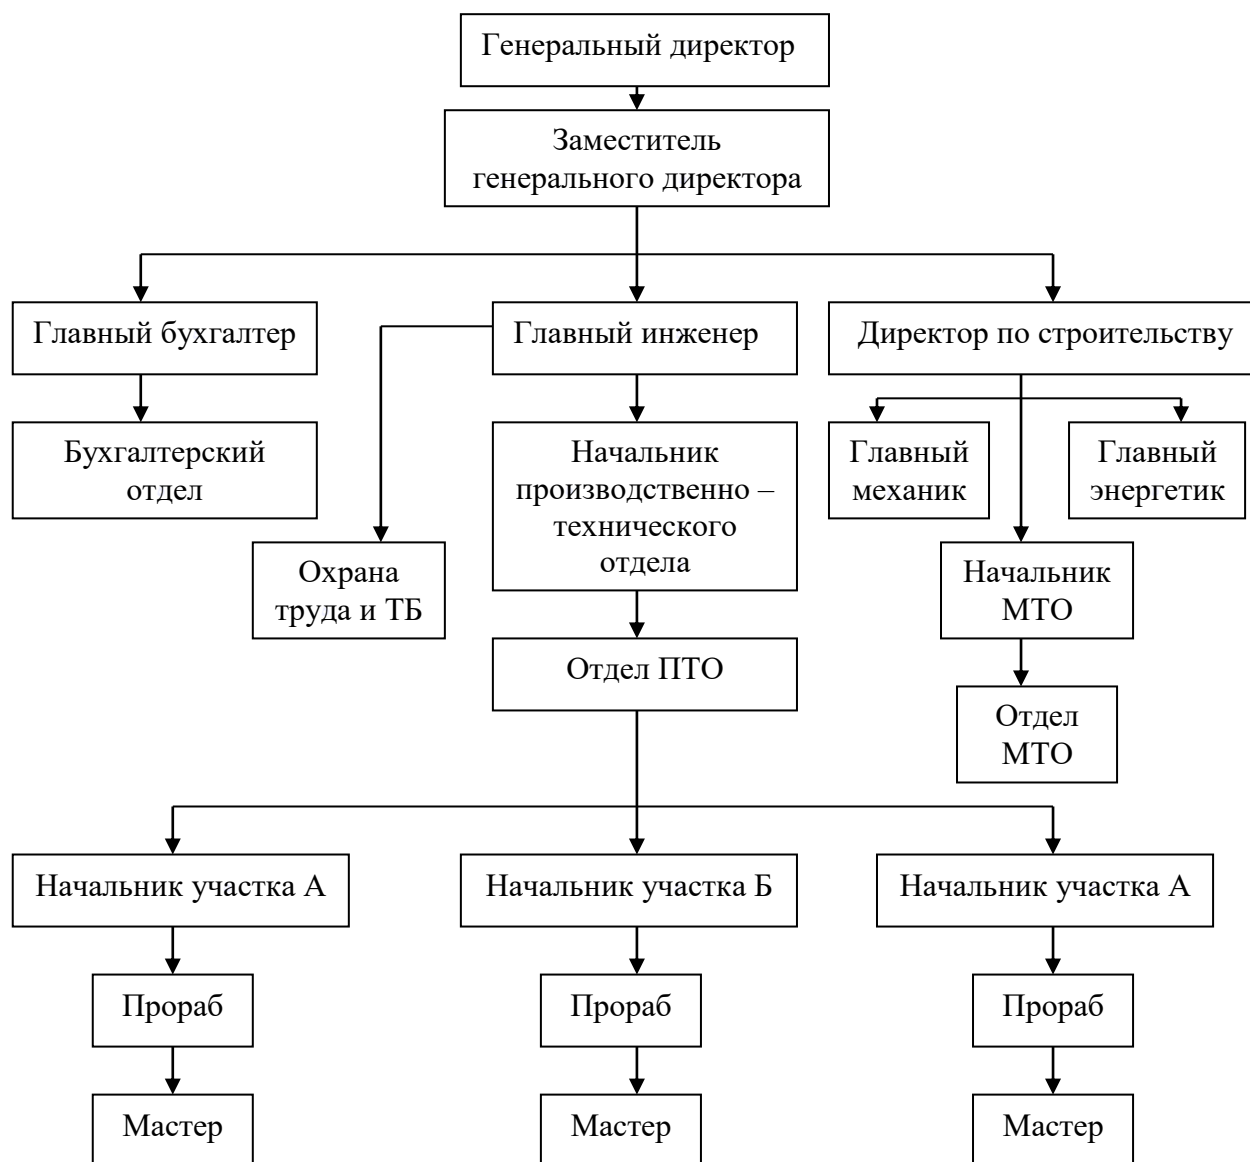 Генеральный директор
Заместитель
генерального директора
Главный бухгалтер
Главный инженер
Директор по строительству
Бухгалтерский
отдел
Начальник
производственно –
технического
отдела
Главный
механик
Главный
энергетик
Охрана
труда и ТБ
Начальник
МТО
Отдел ПТО
Отдел
МТО
Начальник участка А
Начальник участка Б
Начальник участка А
Прораб
Прораб
Прораб
Мастер
Мастер
Мастер